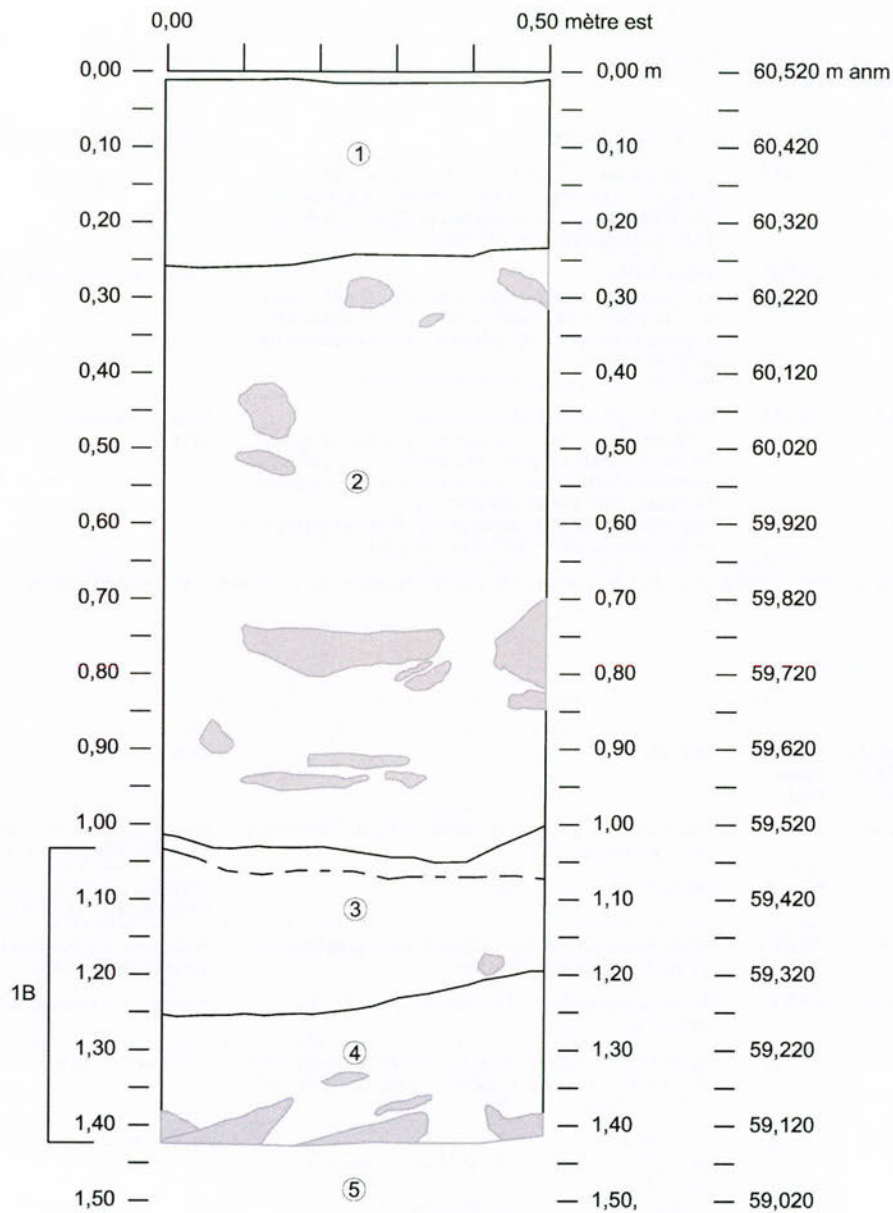 0,00 0,50 mètre est
0,00 0,00 m 60,520 m anm
0,10 ① 0,10 60,420
0,20 0,20 60,320
0,30 0,30 60,220
0,40 0,40 60,120
0,50 0,50 60,020
②
0,60 0,60 59,920
0,70 0,70 59,820
0,80 0,80 59,720
0,90 0,90 59,620
1,00 1,00 59,520
1,10 1,10 59,420
③
1,20 1,20 59,320
1B
1,30 ④ 1,30 59,220
1,40 1,40 59,120
⑤
1,50 1,50, 59,020